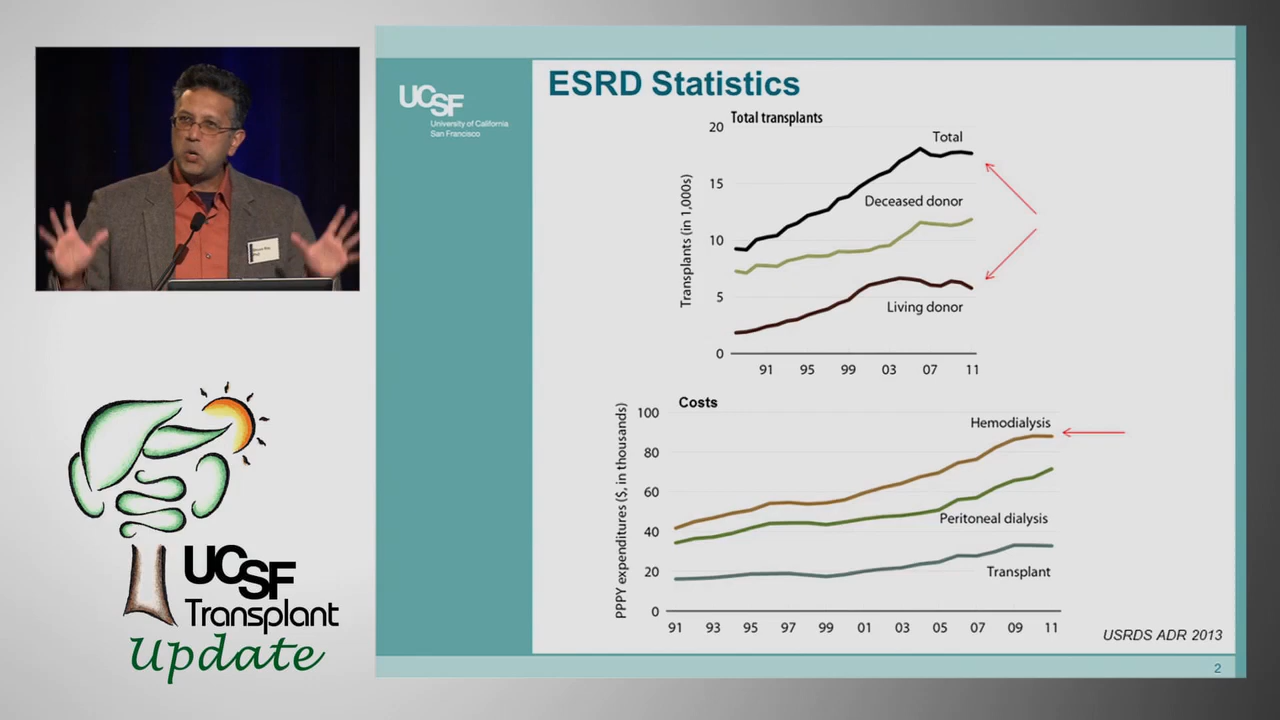 UCSF
University of California
San Francisco
ESRD Statistics
Total transplants
20
15
10
5
0
Transplants (in 1,000s)
Total
Deceased donor
Living donor
91 95 99 03 07 11
Costs
100
80
60
40
20
0
PPPY expenditures ($, in thousands)
Hemodialysis
Peritoneal dialysis
Transplant
91 93 95 97 99 01 03 05 07 09 11
USRDS ADR 2013
2
UCSF
Transplant
Update